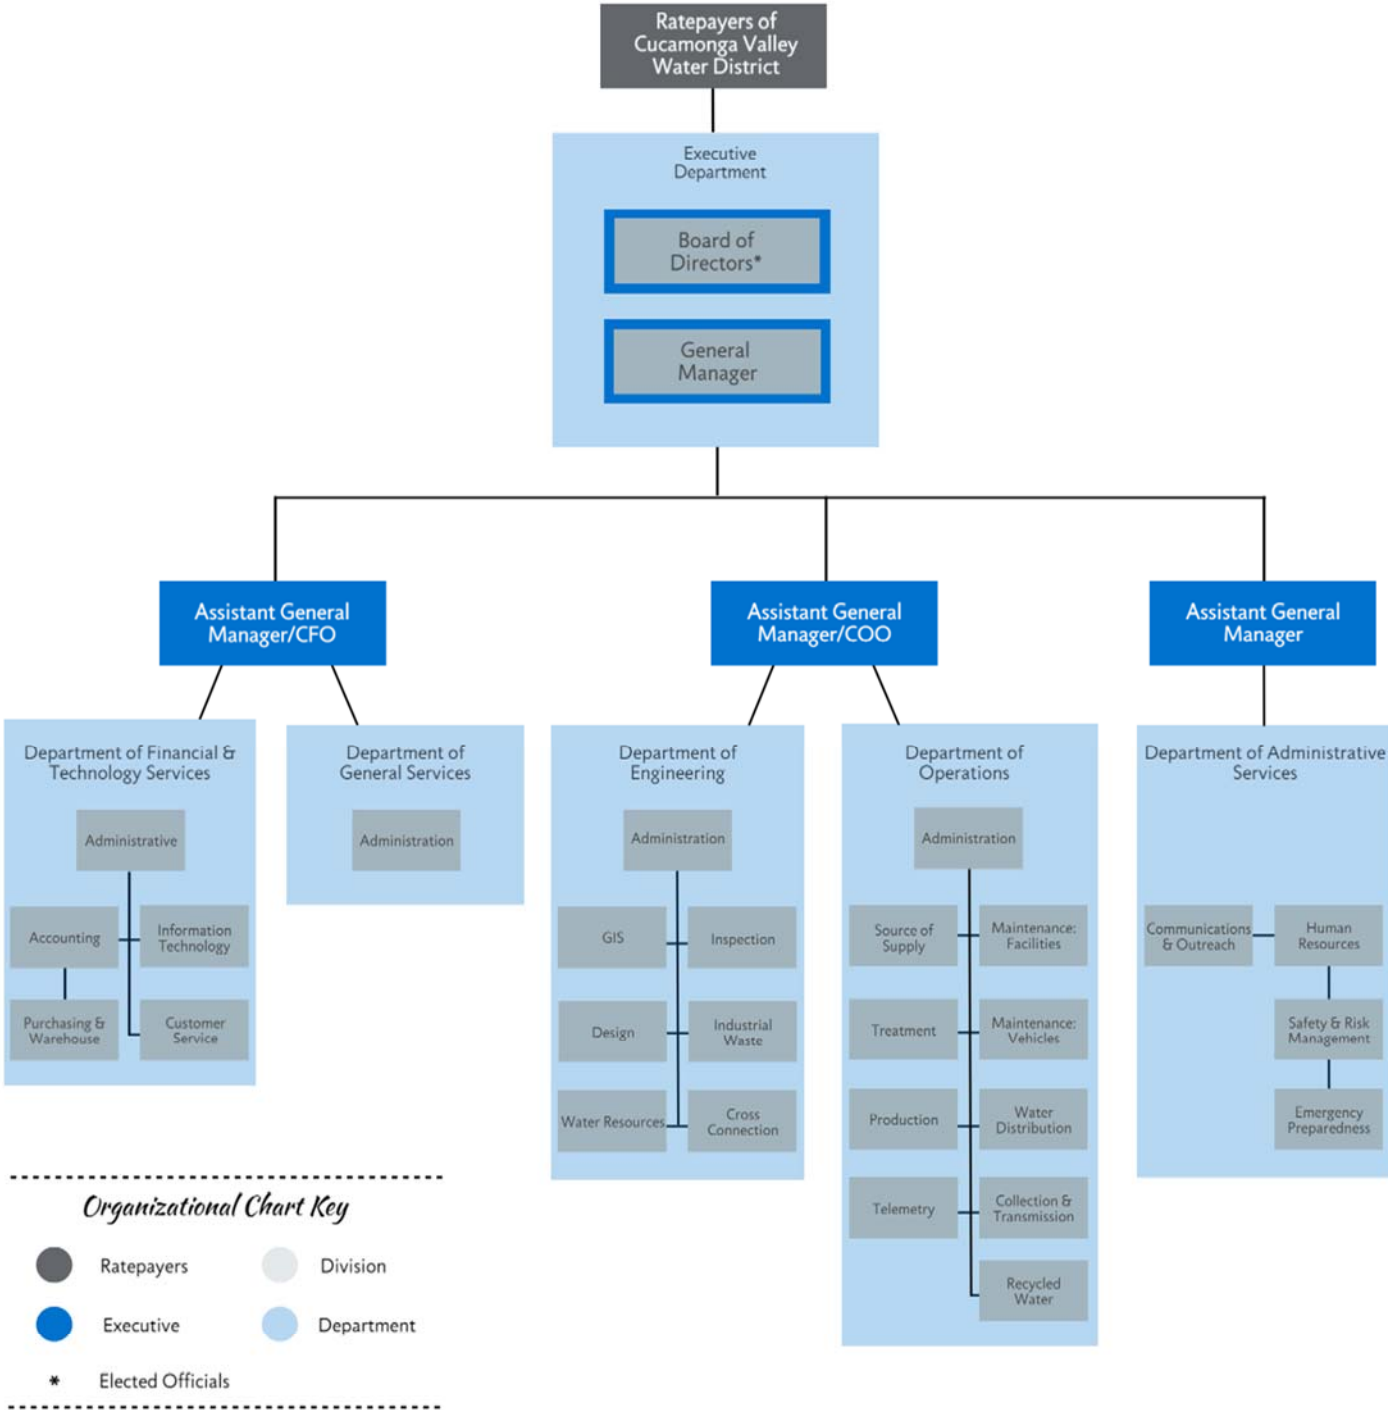 Ratepayers of
Cucamonga Valley
Water District
Executive
Department
Board of
Directors*
General
Manager
Assistant General
Manager/CFO
Assistant General
Manager/COO
Assistant General
Manager
Department of Financial &
Technology Services
Administrative
Accounting
Information
Technology
Purchasing &
Warehouse
Customer
Service
Department of
General Services
Administration
Department of
Engineering
Administration
GIS
Inspection
Design
Industrial
Waste
Water Resources
Cross
Connection
Department of
Operations
Administration
Source of
Supply
Maintenance:
Facilities
Treatment
Maintenance:
Vehicles
Production
Water
Distribution
Telemetry
Collection &
Transmission
Recycled
Water
Department of Administrative
Services
Communications
& Outreach
Human
Resources
Safety & Risk
Management
Emergency
Preparedness
Organizational Chart Key
Ratepayers
Division
Executive
Department
* Elected Officials